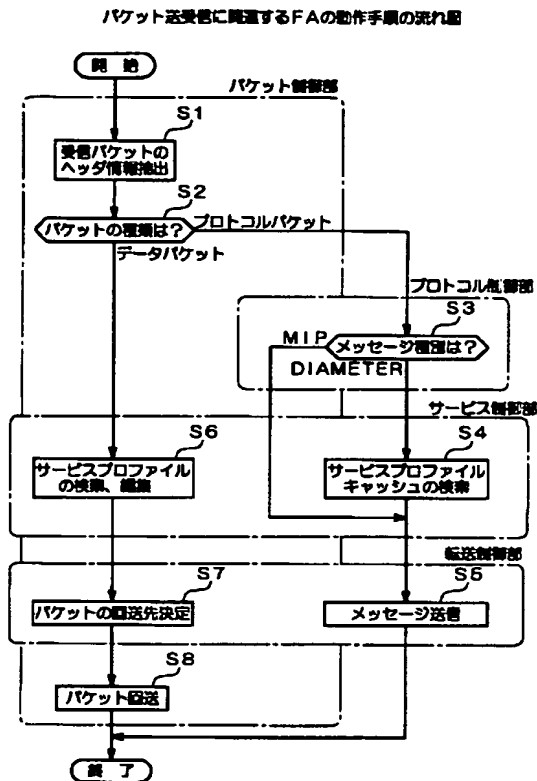 パケット送受信に関連するFAの動作手順の流れ図
開 始
パケット制御部
S1
受信パケットの
ヘッダ情報抽出
S2
パケットの種類は?
プロトコルパケット
データパケット
プロトコル制御部
S3
MIP
メッセージ種別は?
DIAMETER
サービス制御部
S6
S4
サービスプロファイル
の検索、編集
サービスプロファイル
キャッシュの検索
転送制御部
S7
S5
パケットの回送先決定
メッセージ送信
S8
パケット回送
終 了